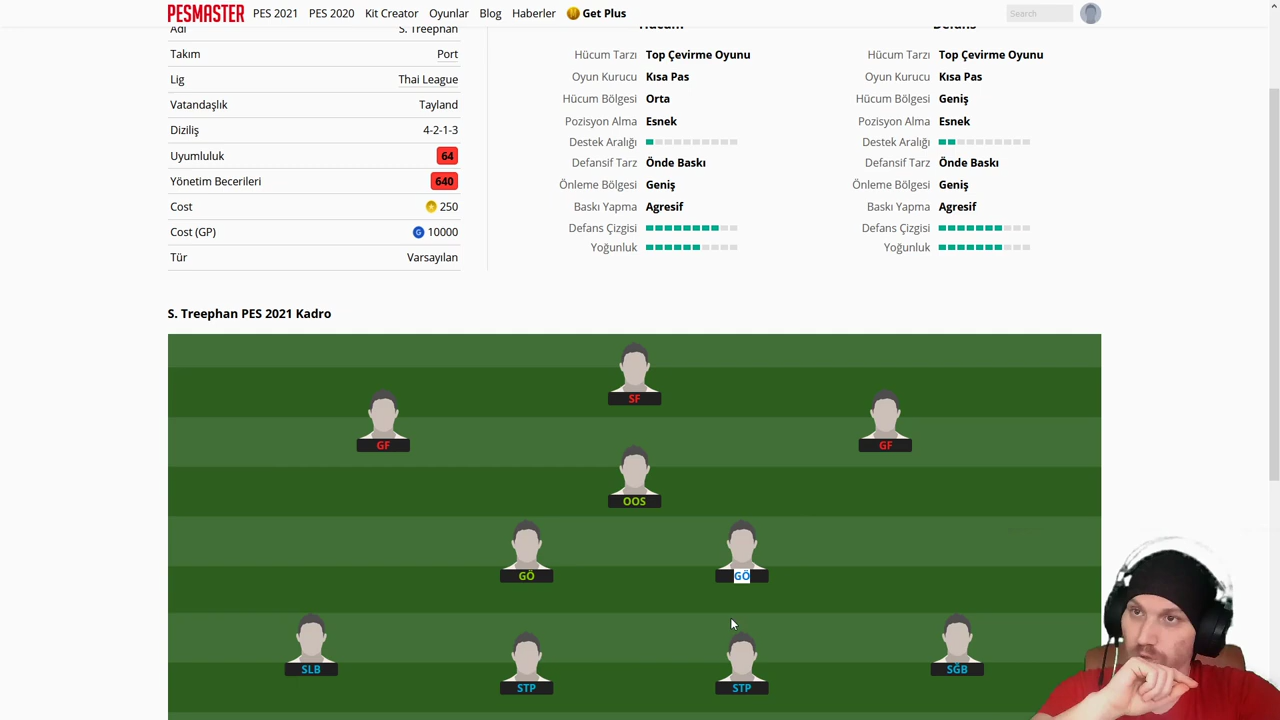 PESMASTER PES 2021 PES 2020 Kit Creator Oyunlar Blog Haberler Get Plus Search
Adı S. Treephan
Takım Port
Lig Thai League
Vatandaşlık Tayland
Diziliş 4-2-1-3
Uyumluluk 64
Yönetim Becerileri 640
Cost 250
Cost (GP) G 10000
Tür Varsayılan
Hücum
Hücum Tarzı Top Çevirme Oyunu
Oyun Kurucu Kısa Pas
Hücum Bölgesi Orta
Pozisyon Alma Esnek
Destek Aralığı
Defansif Tarz Önde Baskı
Önleme Bölgesi Geniş
Baskı Yapma Agresif
Defans Çizgisi
Yoğunluk
Defans
Hücum Tarzı Top Çevirme Oyunu
Oyun Kurucu Kısa Pas
Hücum Bölgesi Geniş
Pozisyon Alma Esnek
Destek Aralığı
Defansif Tarz Önde Baskı
Önleme Bölgesi Geniş
Baskı Yapma Agresif
Defans Çizgisi
Yoğunluk
S. Treephan PES 2021 Kadro
SF
GF GF
OOS
GÖ GÖ
SLB SĞB
STP STP